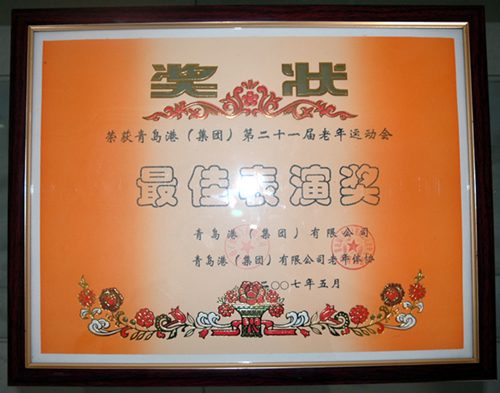 奖状
荣获青岛港(集团)第二十一届老年运动会
最佳表演奖
青岛港(集团)有限公司
青岛港(集团)有限公司老年体协
二〇〇七年五月